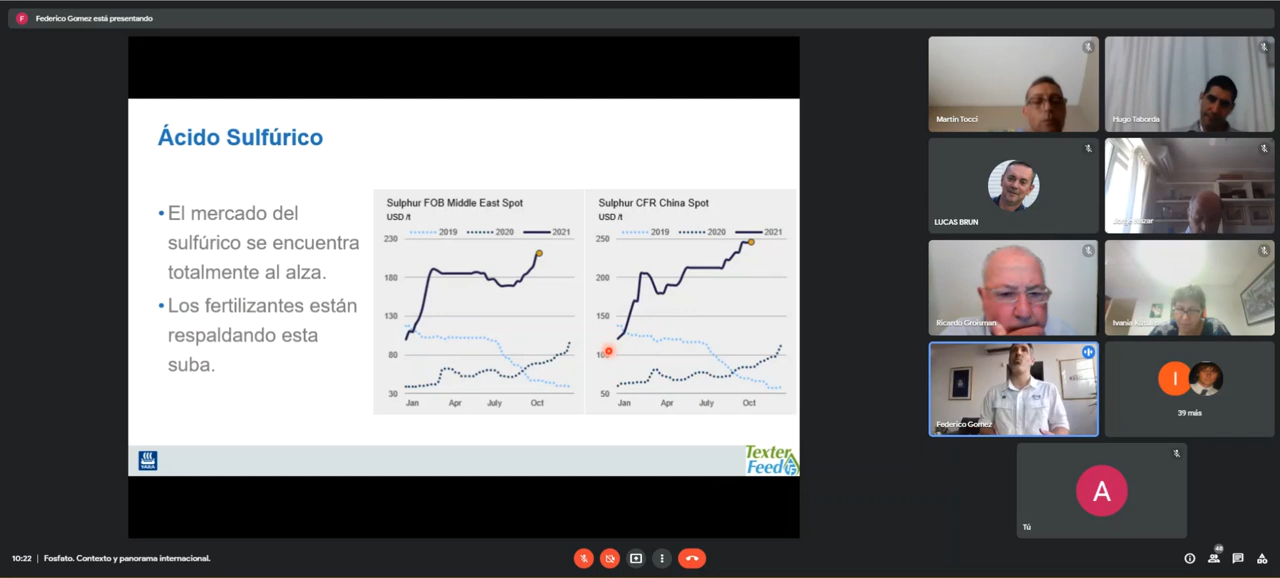 F Federico Gomez está presentando
Ácido Sulfúrico
• El mercado del
sulfúrico se encuentra
totalmente al alza.
• Los fertilizantes están
respaldando esta
suba.
Sulphur FOB Middle East Spot
USD /t
2019 2020 2021
230
180
130
80
30
Jan Apr July Oct
Sulphur CFR China Spot
USD /t
2019 2020 2021
250
200
150
100
50
Jan Apr July Oct
YARA
Texter
Feed
Martin Tocci
Hugo Taborda
LUCAS BRUN
Ricardo Groisman
Ivania
Federico Gomez
I
39 más
A
Tú
10:22 | Fosfato. Contexto y panorama internacional.
48